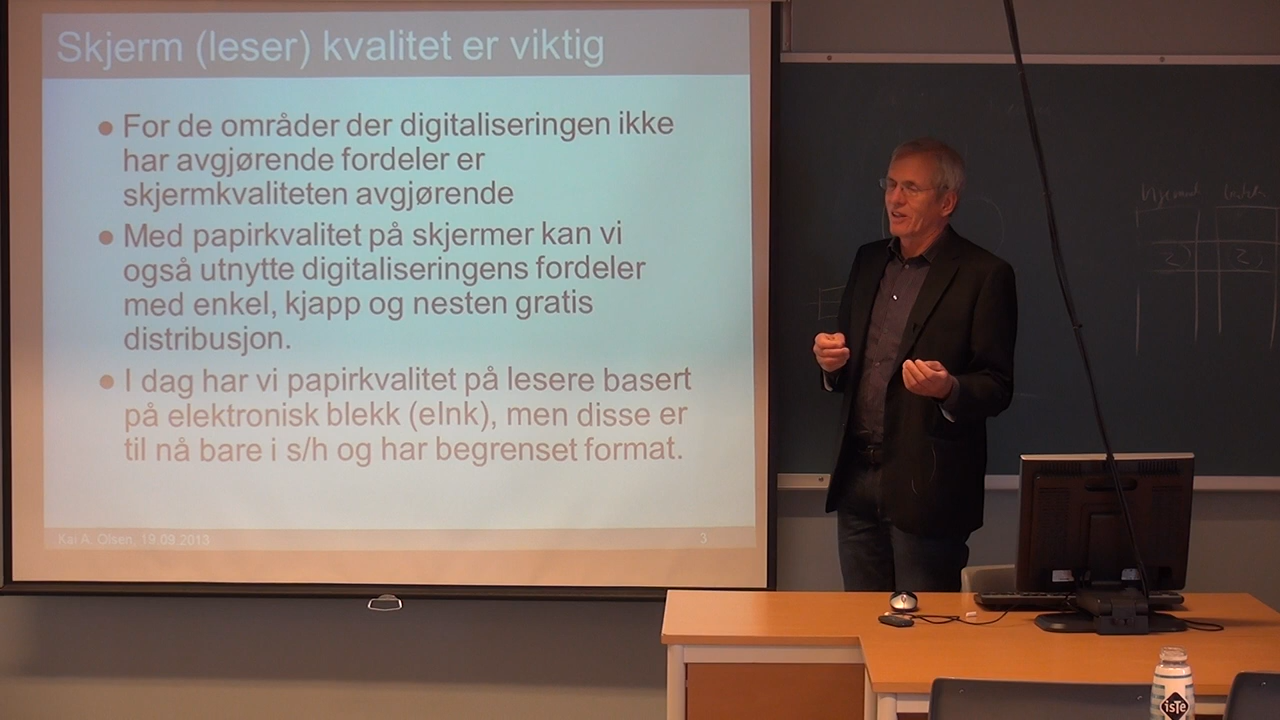 Skjerm (leser) kvalitet er viktig
For de områder der digitaliseringen ikke
har avgjørende fordeler er
skjermkvaliteten avgjørende
Med papirkvalitet på skjermer kan vi
også utnytte digitaliseringens fordeler
med enkel, kjapp og nesten gratis
distribusjon.
I dag har vi papirkvalitet på lesere basert
på elektronisk blekk (eInk), men disse er
til nå bare i s/h og har begrenset format.
Kai A. Olsen, 19.09.2013
3
isTe